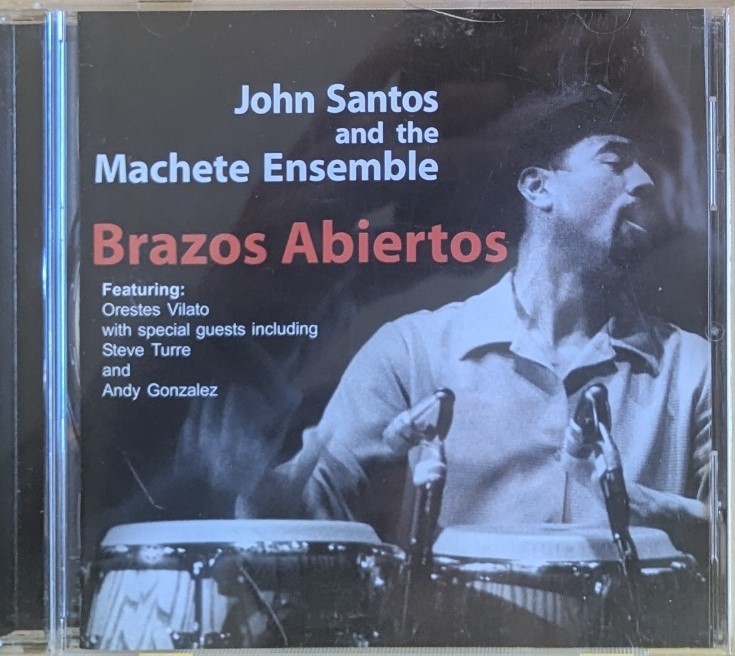 John Santos
and the
Machete Ensemble
Brazos Abiertos
Featuring:
Orestes Vilato
with special guests including
Steve Turre
and
Andy Gonzalez